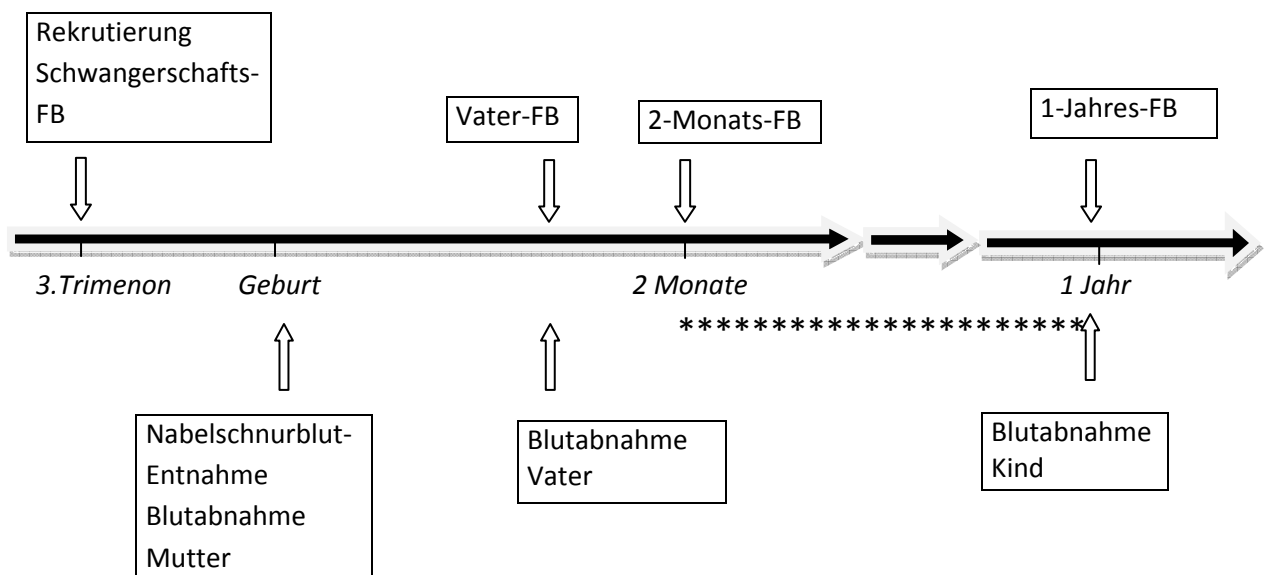 Rekrutierung
Schwangerschafts-
FB
Vater-FB
2-Monats-FB
1-Jahres-FB
3.Trimenon
Geburt
2 Monate
1 Jahr
**********************
Nabelschnurblut-
Entnahme
Blutabnahme
Mutter
Blutabnahme
Vater
Blutabnahme
Kind